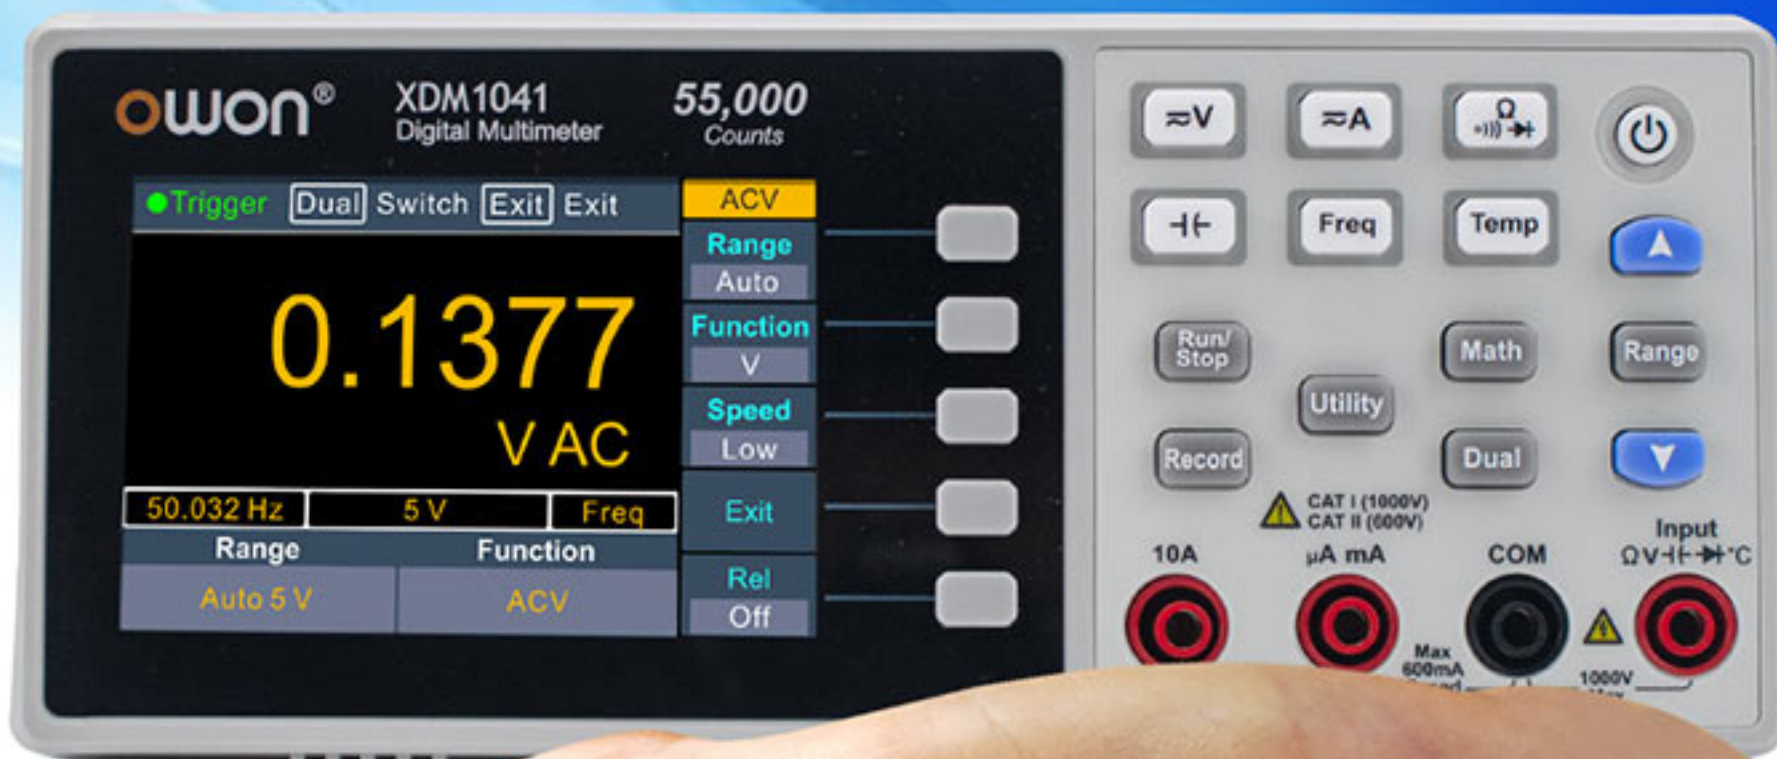 owon® XDM1041 55,000
Digital Multimeter Counts
Trigger Dual Switch Exit Exit
0.1377
V AC
50.032 Hz 5 V Freq
Range Function
Auto 5 V ACV
ACV
Range
Auto
Function
V
Speed
Low
Exit
Rel
Off
≂V ≂A Ω
Freq Temp
Run/
Stop
Math Range
Utility
Record Dual
CAT I (1000V)
CAT II (600V)
10A µA mA COM Input
ΩV °C
Max
600mA
1000V